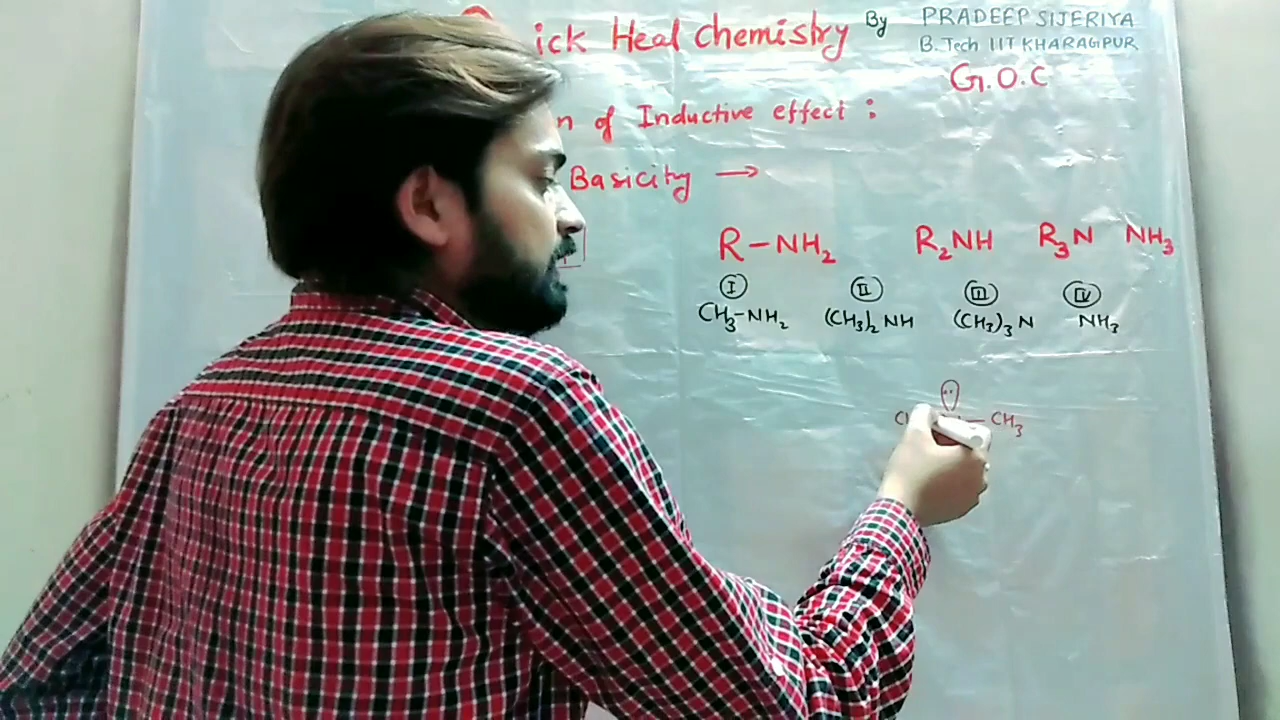 ick Heal Chemistry By PRADEEP SIJERIYA
B.Tech IIT KHARAGPUR
G.O.C
n of Inductive effect :
Basicity →
R–NH₂ R₂NH R₃N NH₃
I II III IV
CH₃–NH₂ (CH₃)₂NH (CH₃)₃N NH₃
–CH₃